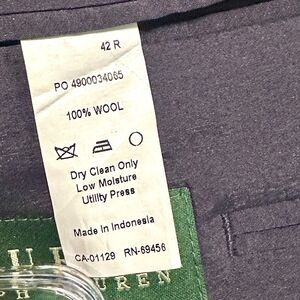 42 R
PO 4900034065
100% WOOL
Dry Clean Only
Low Moisture
Utility Press
Made in Indonesia
CA-01129 RN-69456
UREN